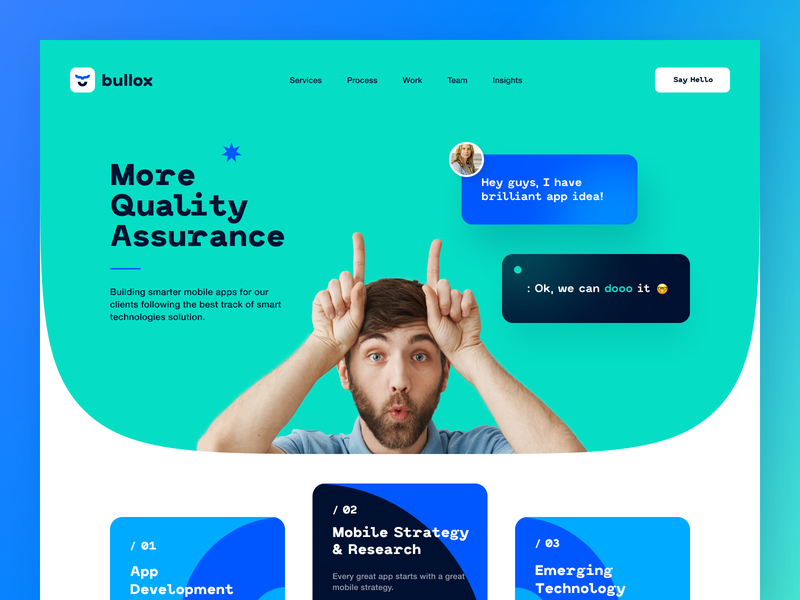 bullox
Services Process Work Team Insights
Say Hello
More
Quality
Assurance
Building smarter mobile apps for our
clients following the best track of smart
technologies solution.
Hey guys, I have
brilliant app idea!
: Ok, we can dooo it 🤓
/ 01
App
Development
/ 02
Mobile Strategy
& Research
Every great app starts with a great
mobile strategy.
/ 03
Emerging
Technology